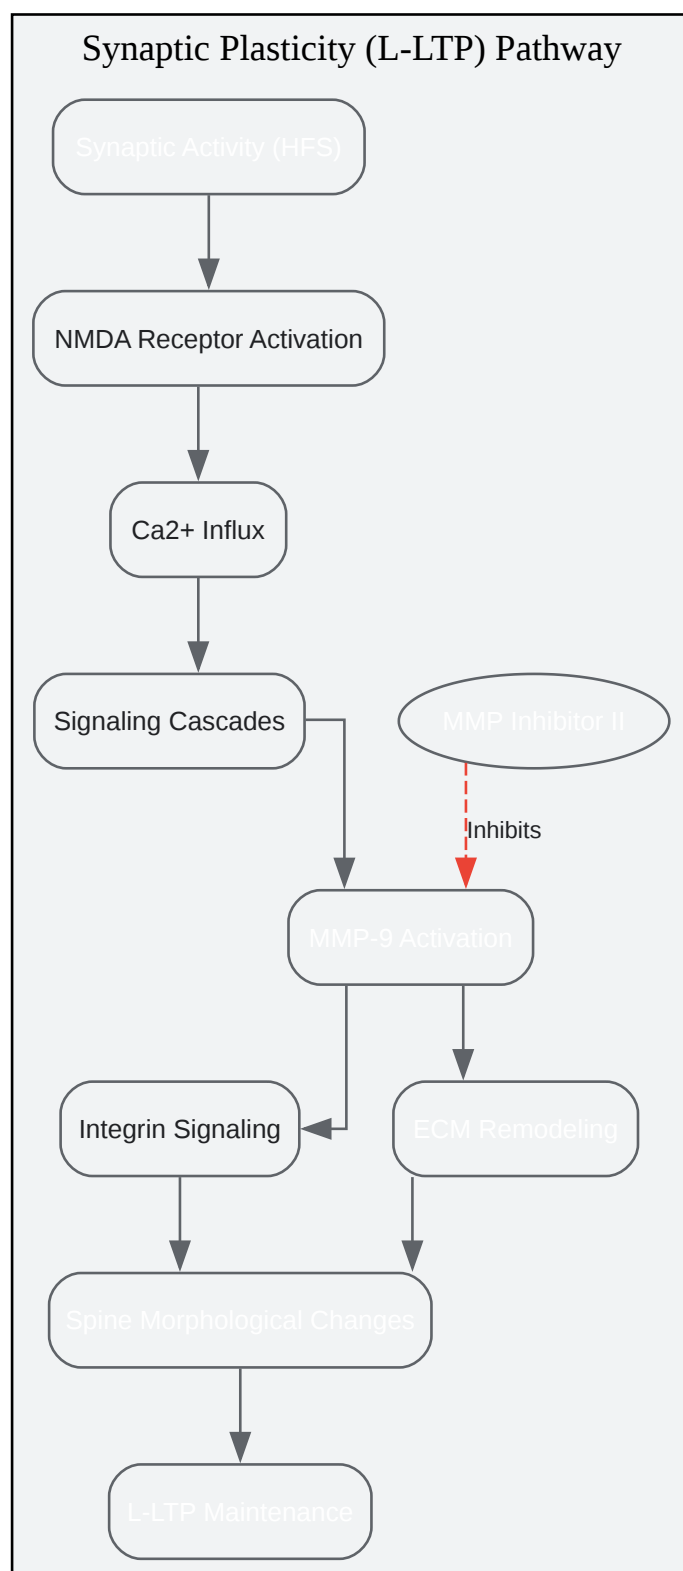 Synaptic Plasticity (L-LTP) Pathway
Synaptic Activity (HFS)
NMDA Receptor Activation
Ca2+ Influx
Signaling Cascades
MMP Inhibitor II
Inhibits
MMP-9 Activation
Integrin Signaling
ECM Remodeling
Spine Morphological Changes
L-LTP Maintenance